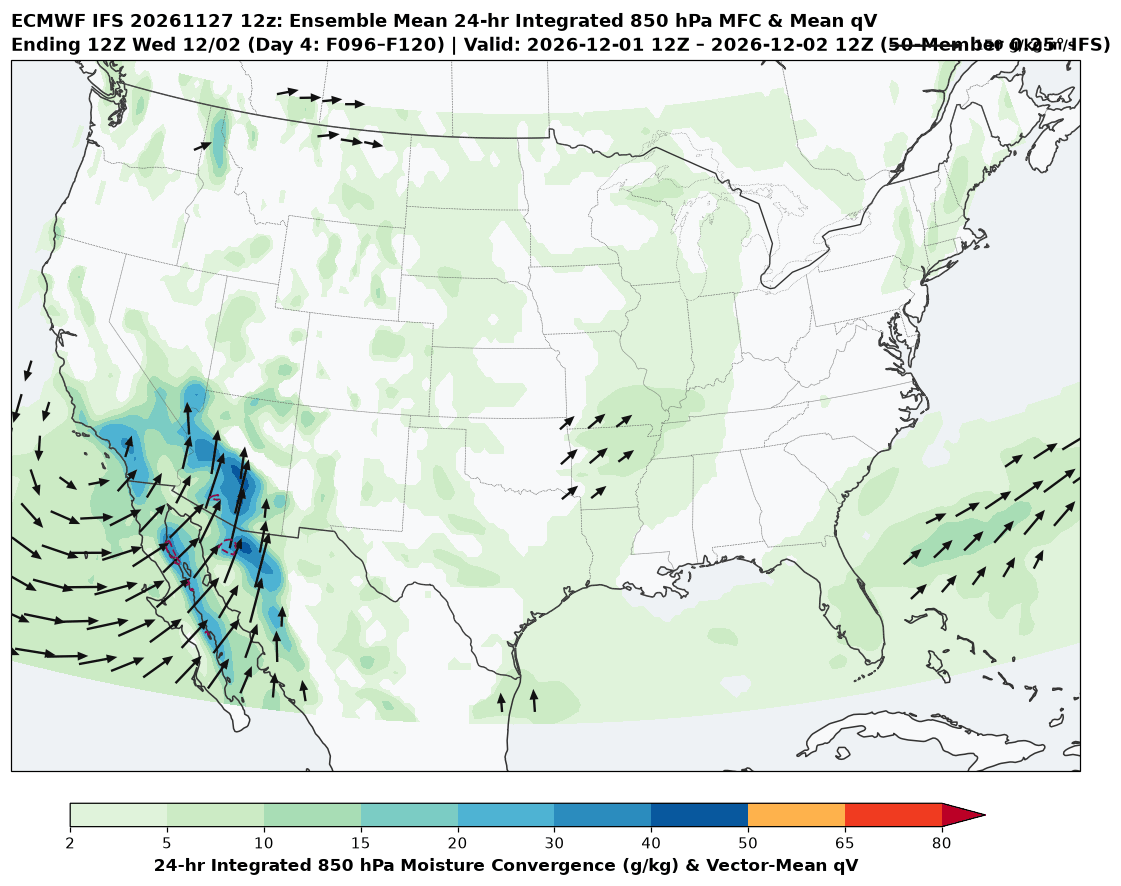 ECMWF IFS 20261127 12z: Ensemble Mean 24-hr Integrated 850 hPa MFC & Mean qV
Ending 12Z Wed 12/02 (Day 4: F096–F120) | Valid: 2026-12-01 12Z – 2026-12-02 12Z (50-Member 0.25° IFS)
2 5 10 15 20 30 40 50 65 80
24-hr Integrated 850 hPa Moisture Convergence (g/kg) & Vector-Mean qV